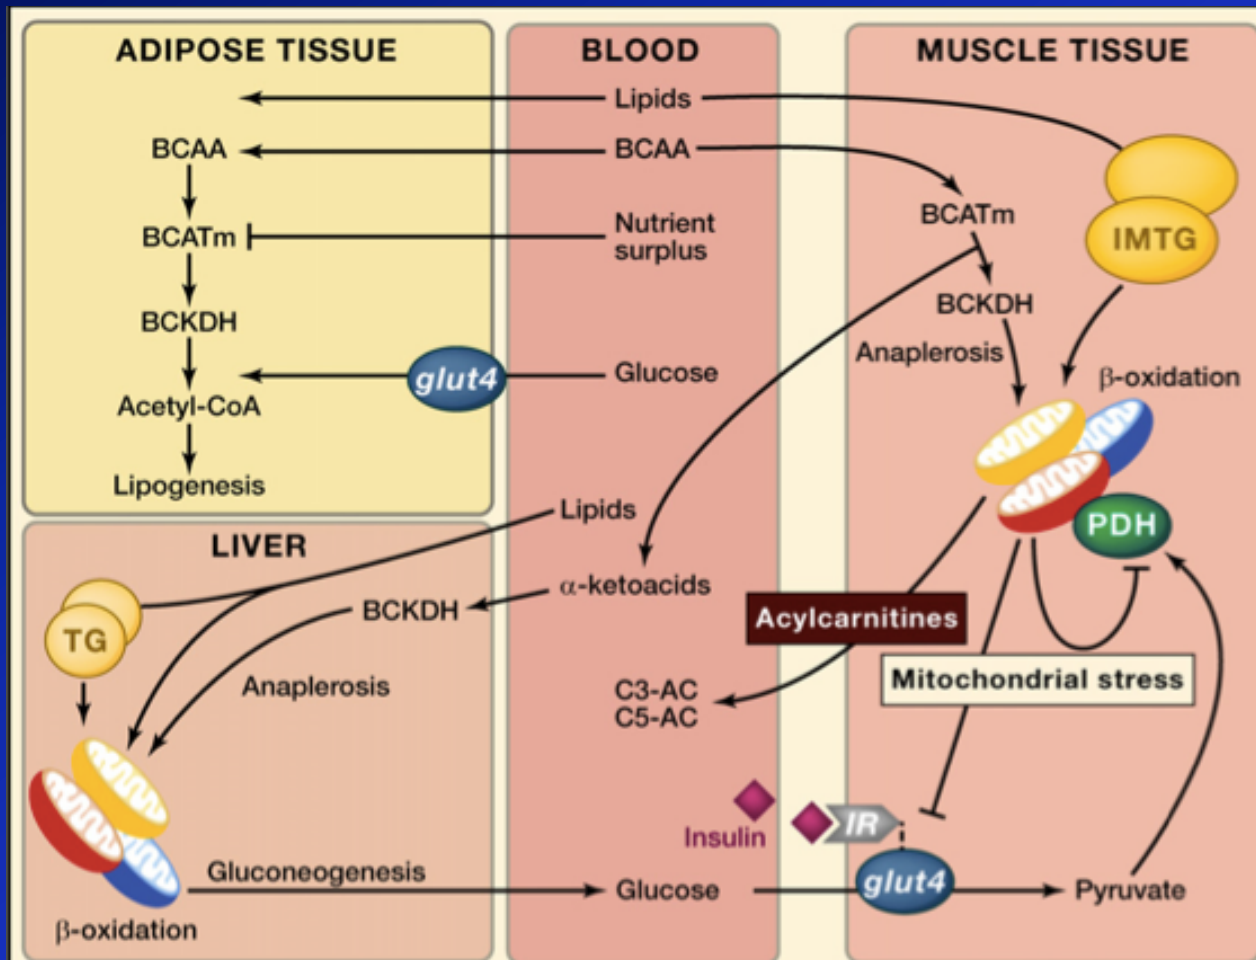 ADIPOSE TISSUE
BLOOD
MUSCLE TISSUE
Lipids
BCAA
BCAA
BCATm
Nutrient
surplus
BCATm
IMTG
BCKDH
BCKDH
Anaplerosis
glut4
Glucose
β-oxidation
Acetyl-CoA
Lipogenesis
Lipids
PDH
LIVER
α-ketoacids
BCKDH
TG
Acylcarnitines
Anaplerosis
C3-AC
C5-AC
Mitochondrial stress
Insulin
IR
Gluconeogenesis
Glucose
glut4
Pyruvate
β-oxidation